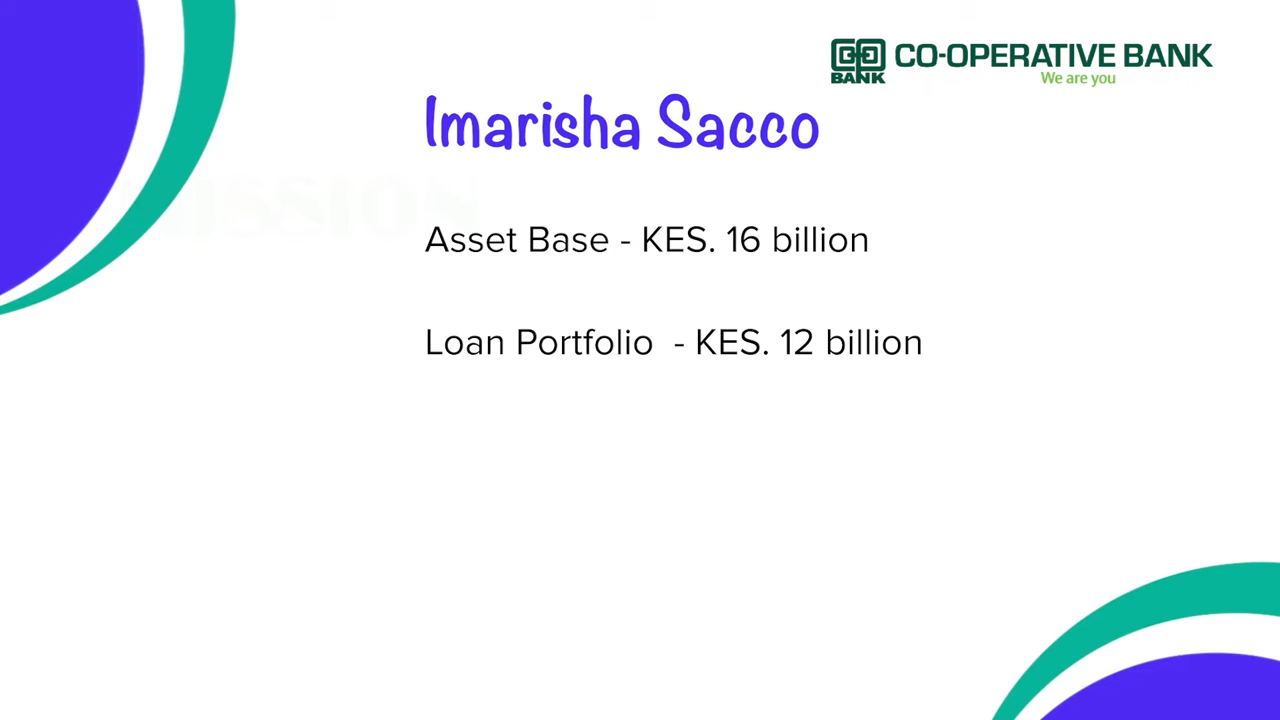 BANK
CO-OPERATIVE BANK
We are you
Imarisha Sacco
MISSION
Asset Base - KES. 16 billion
Loan Portfolio - KES. 12 billion